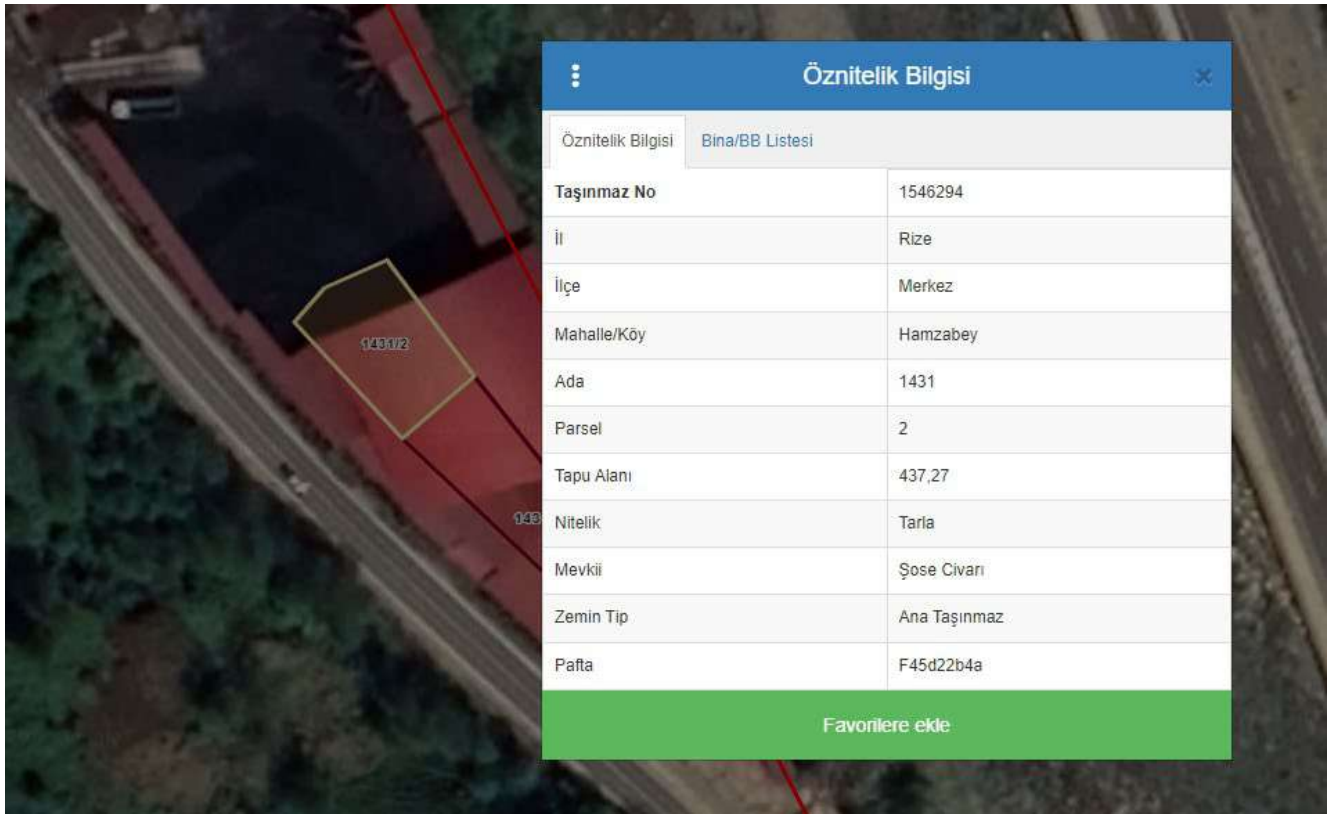 Öznitelik Bilgisi
Öznitelik Bilgisi Bina/BB Listesi
Taşınmaz No 1546294
İl Rize
İlçe Merkez
Mahalle/Köy Hamzabey
Ada 1431
Parsel 2
Tapu Alanı 437,27
Nitelik Tarla
Mevkii Şose Civarı
Zemin Tip Ana Taşınmaz
Pafta F45d22b4a
Favorilere ekle
1431/2
143